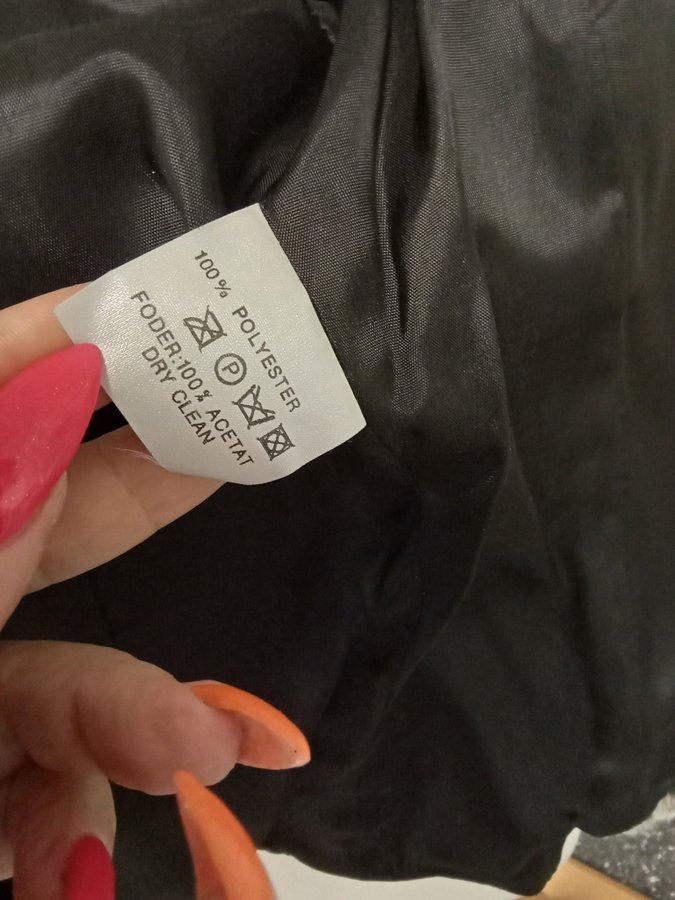 100% POLYESTER
P
FODER:100% ACETAT
DRY CLEAN